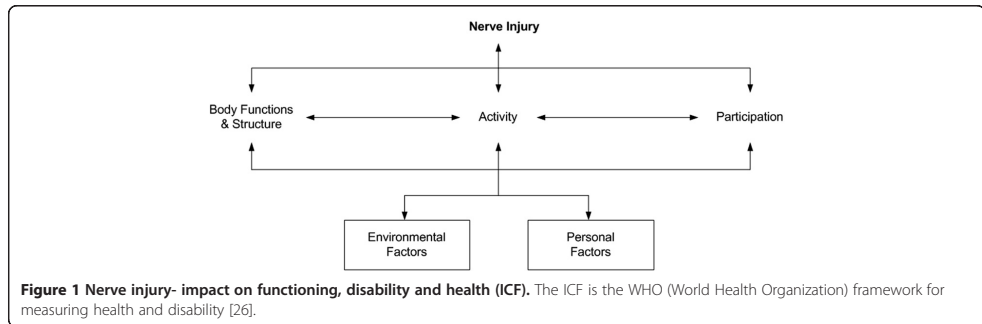 Nerve Injury
Body Functions
& Structure
Activity
Participation
Environmental
Factors
Personal
Factors
Figure 1 Nerve injury- impact on functioning, disability and health (ICF). The ICF is the WHO (World Health Organization) framework for
measuring health and disability [26].